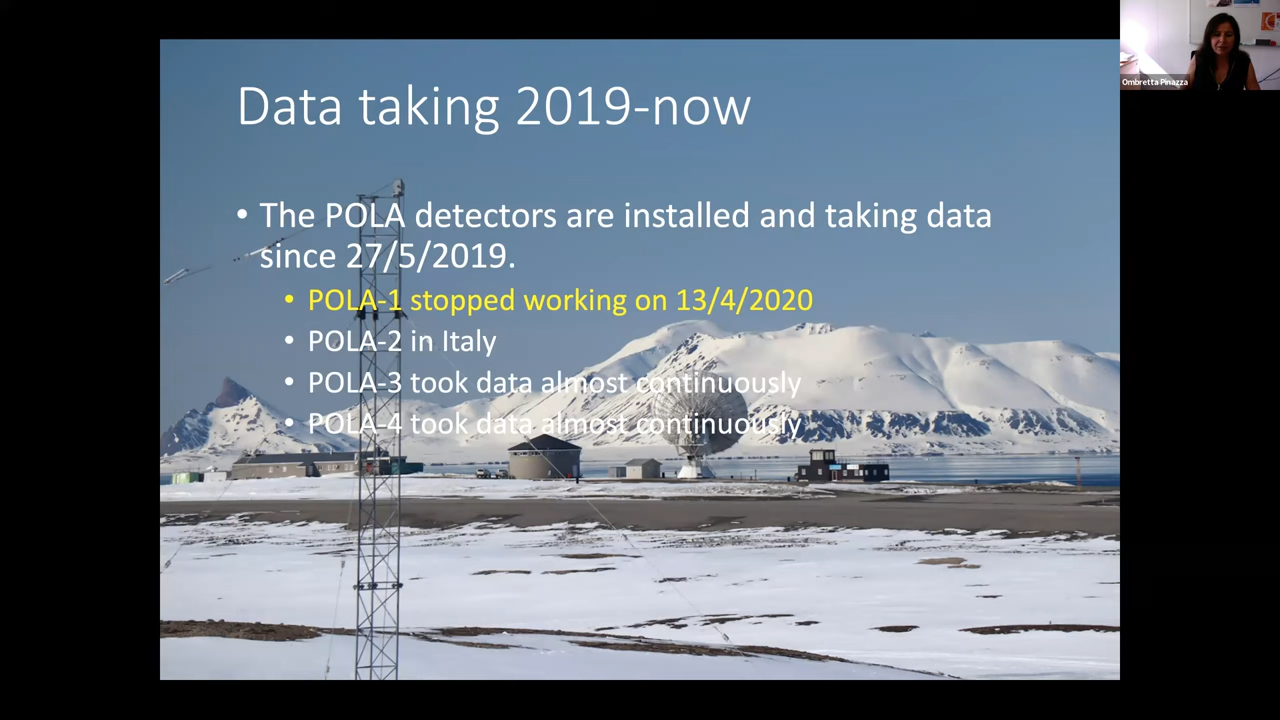 Data taking 2019-now
• The POLA detectors are installed and taking data
since 27/5/2019.
• POLA-1 stopped working on 13/4/2020
• POLA-2 in Italy
• POLA-3 took data almost continuously
• POLA-4 took data almost continuously
Ombretta Pinazza